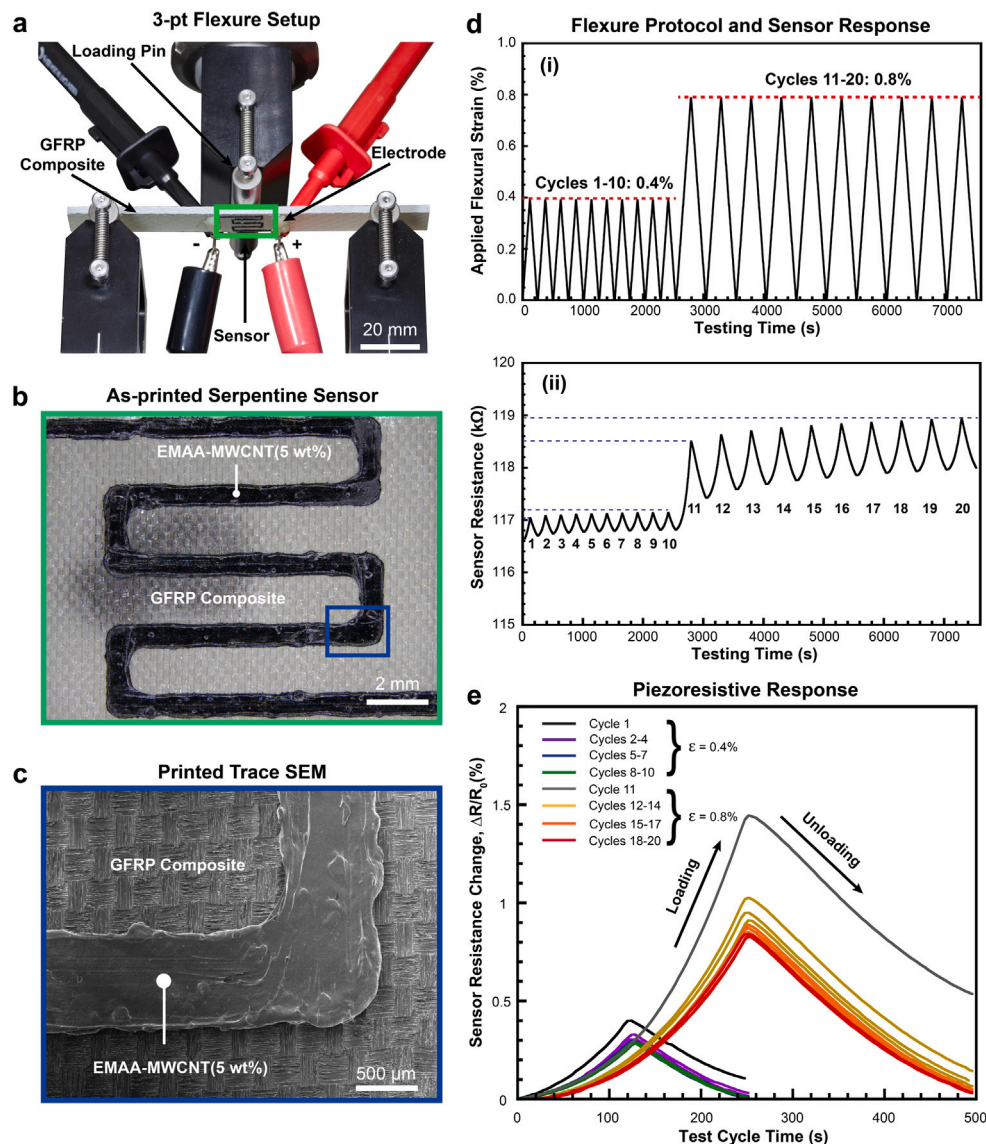 a
3-pt Flexure Setup
Loading Pin
GFRP
Composite
Electrode
-
+
Sensor
20 mm
b
As-printed Serpentine Sensor
EMAA-MWCNT(5 wt%)
GFRP Composite
2 mm
c
Printed Trace SEM
GFRP Composite
EMAA-MWCNT(5 wt%)
500 µm
d
Flexure Protocol and Sensor Response
(i)
Cycles 11-20: 0.8%
Cycles 1-10: 0.4%
Applied Flexural Strain (%)
1.0
0.8
0.6
0.4
0.2
0.0
0 1000 2000 3000 4000 5000 6000 7000
Testing Time (s)
(ii)
Sensor Resistance (kΩ)
120
119
118
117
116
115
1 2 3 4 5 6 7 8 9 10
11 12 13 14 15 16 17 18 19 20
0 1000 2000 3000 4000 5000 6000 7000
Testing Time (s)
e
Piezoresistive Response
Sensor Resistance Change, ΔR/R₀(%)
2
1.5
1
0.5
0
Cycle 1
Cycles 2-4
Cycles 5-7
Cycles 8-10
ε = 0.4%
Cycle 11
Cycles 12-14
Cycles 15-17
Cycles 18-20
ε = 0.8%
Loading
Unloading
0 100 200 300 400 500
Test Cycle Time (s)